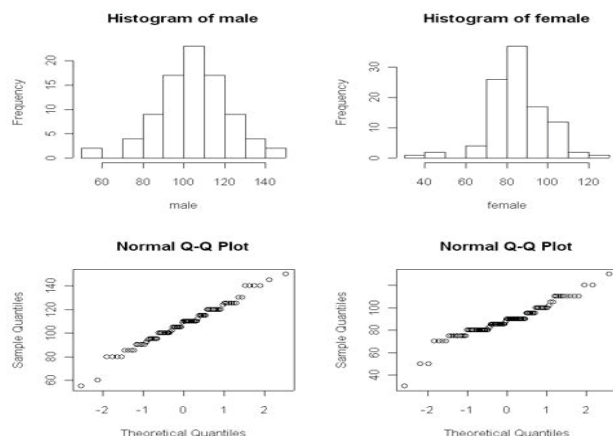 Histogram of male
Histogram of female
Frequency
0 5 10 15 20
60 80 100 120 140
male
Frequency
0 10 20 30
40 60 80 100 120
female
Normal Q-Q Plot
Normal Q-Q Plot
Sample Quantiles
60 80 100 120 140
-2 -1 0 1 2
Theoretical Quantiles
Sample Quantiles
40 60 80 100
-2 -1 0 1 2
Theoretical Quantiles